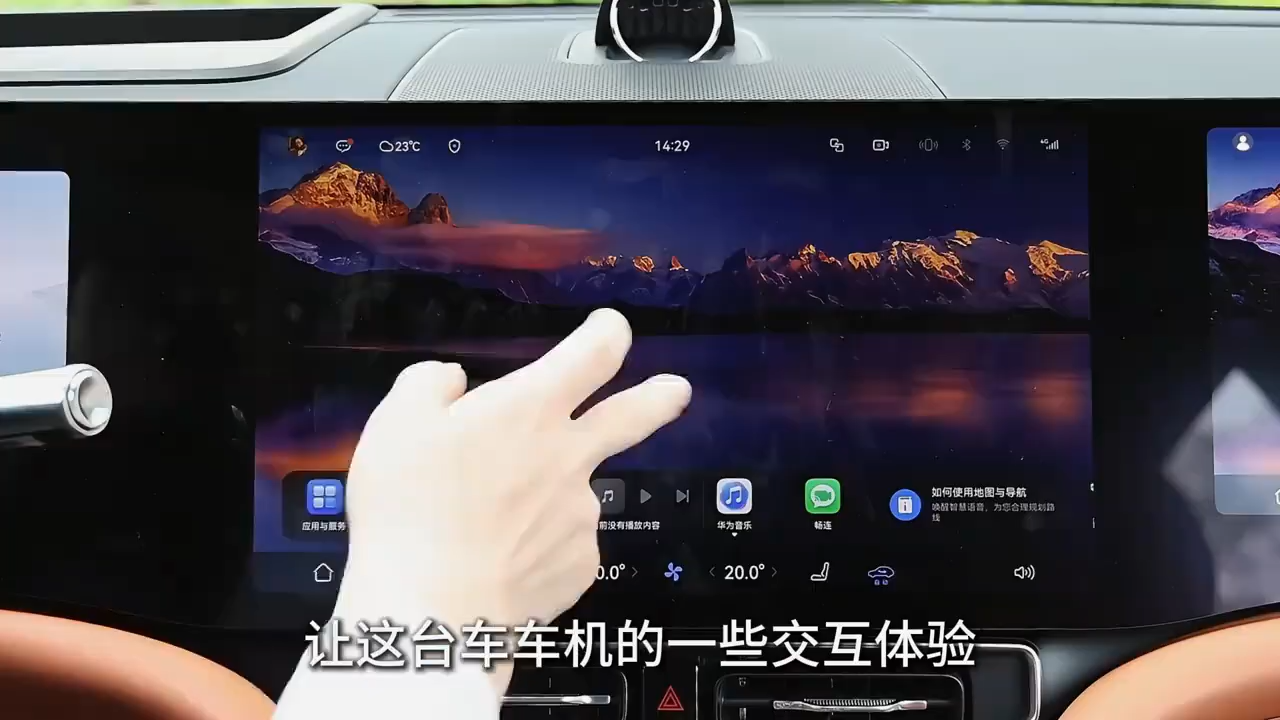 23℃
14:29
4G
如何使用地图与导航
唤醒智慧语音，为您合理规划路
线
应用与服务
前没有播放内容
华为音乐
畅连
0.0°
20.0°
让这台车车机的一些交互体验